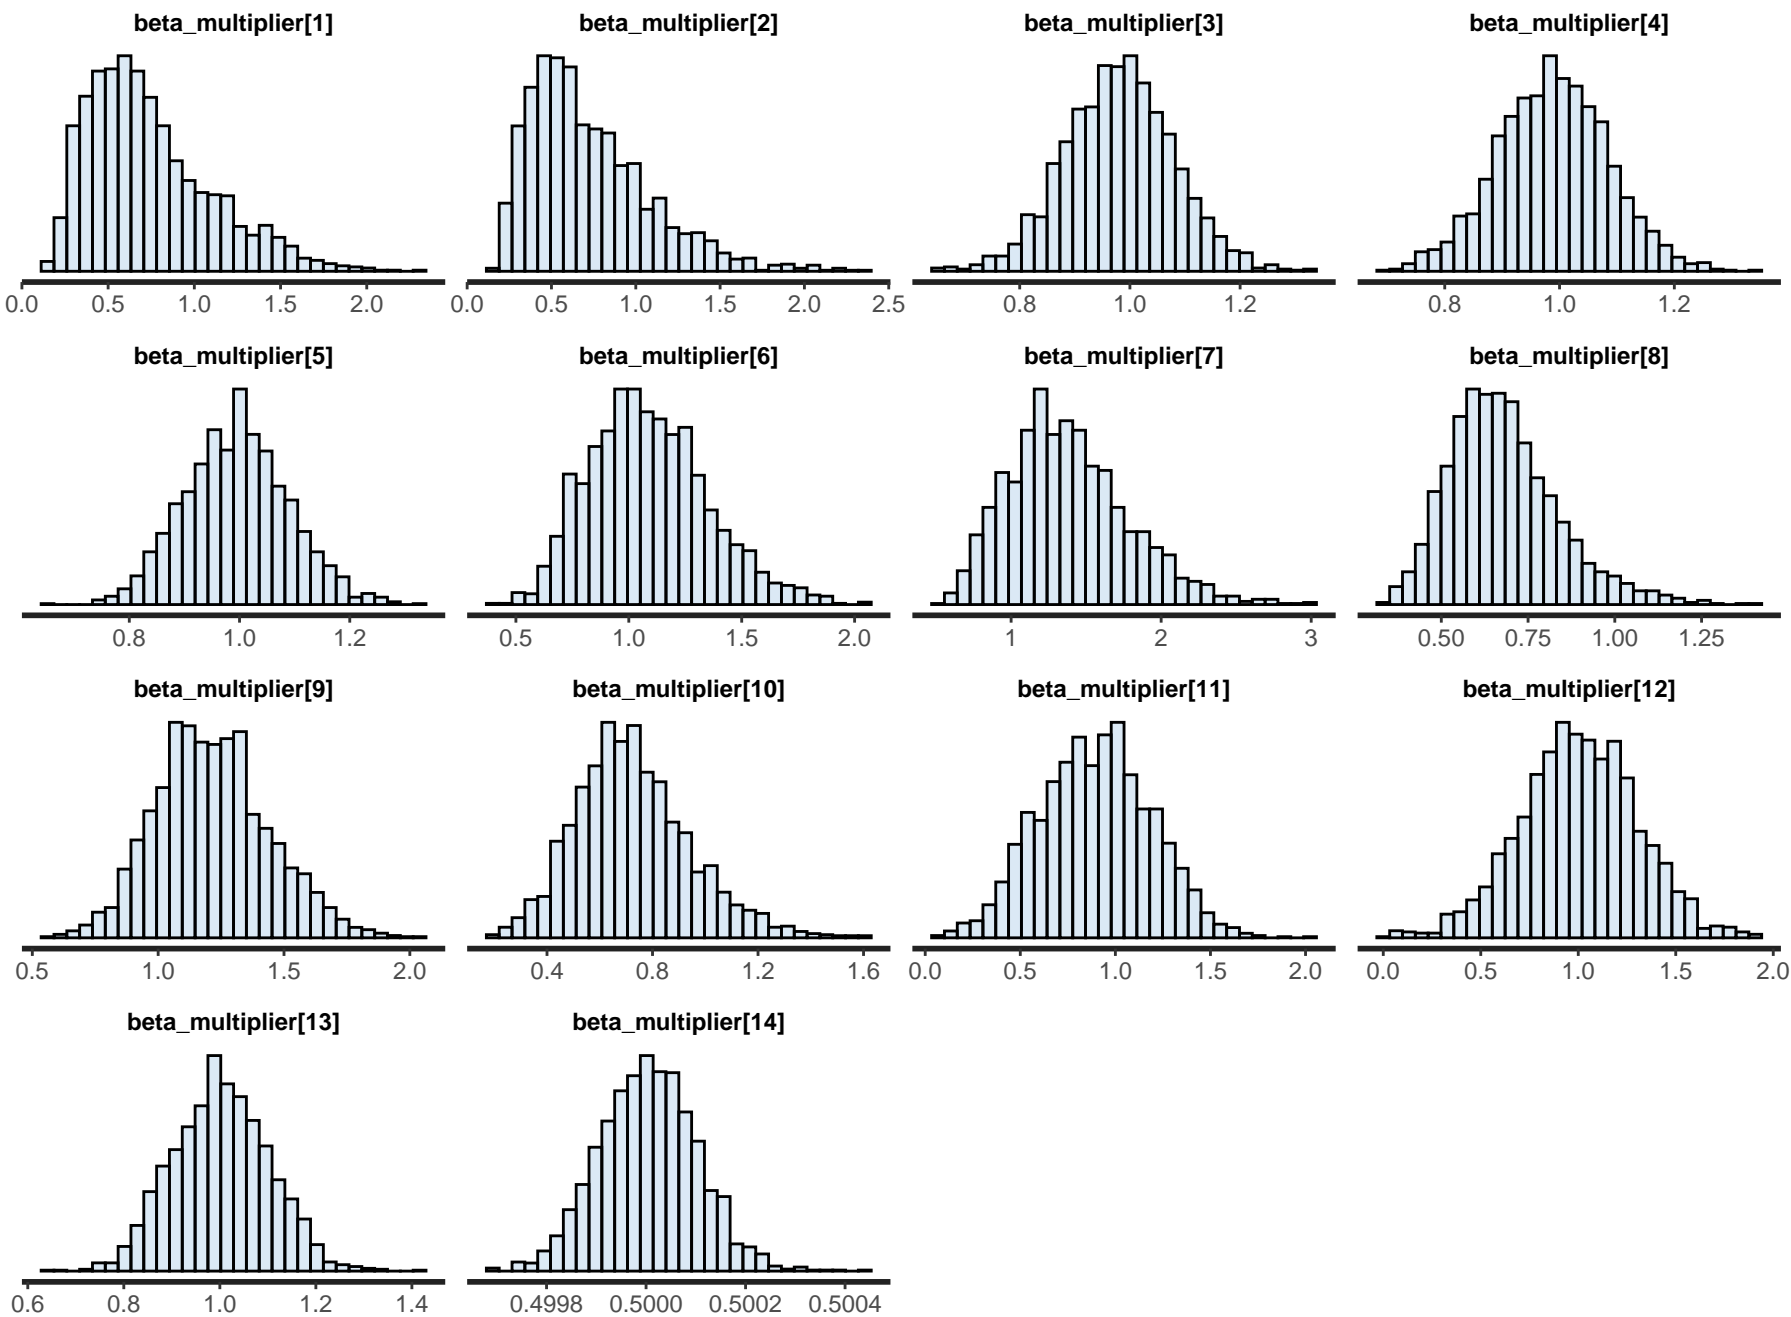 beta_multiplier[1] beta_multiplier[2] beta_multiplier[3] beta_multiplier[4]
0.0 0.5 1.0 1.5 2.0 0.0 0.5 1.0 1.5 2.0 2.5 0.8 1.0 1.2 0.8 1.0 1.2
beta_multiplier[5] beta_multiplier[6] beta_multiplier[7] beta_multiplier[8]
0.8 1.0 1.2 0.5 1.0 1.5 2.0 1 2 3 0.50 0.75 1.00 1.25
beta_multiplier[9] beta_multiplier[10] beta_multiplier[11] beta_multiplier[12]
0.5 1.0 1.5 2.0 0.4 0.8 1.2 1.6 0.0 0.5 1.0 1.5 2.0 0.0 0.5 1.0 1.5 2.0
beta_multiplier[13] beta_multiplier[14]
0.6 0.8 1.0 1.2 1.4 0.4998 0.5000 0.5002 0.5004